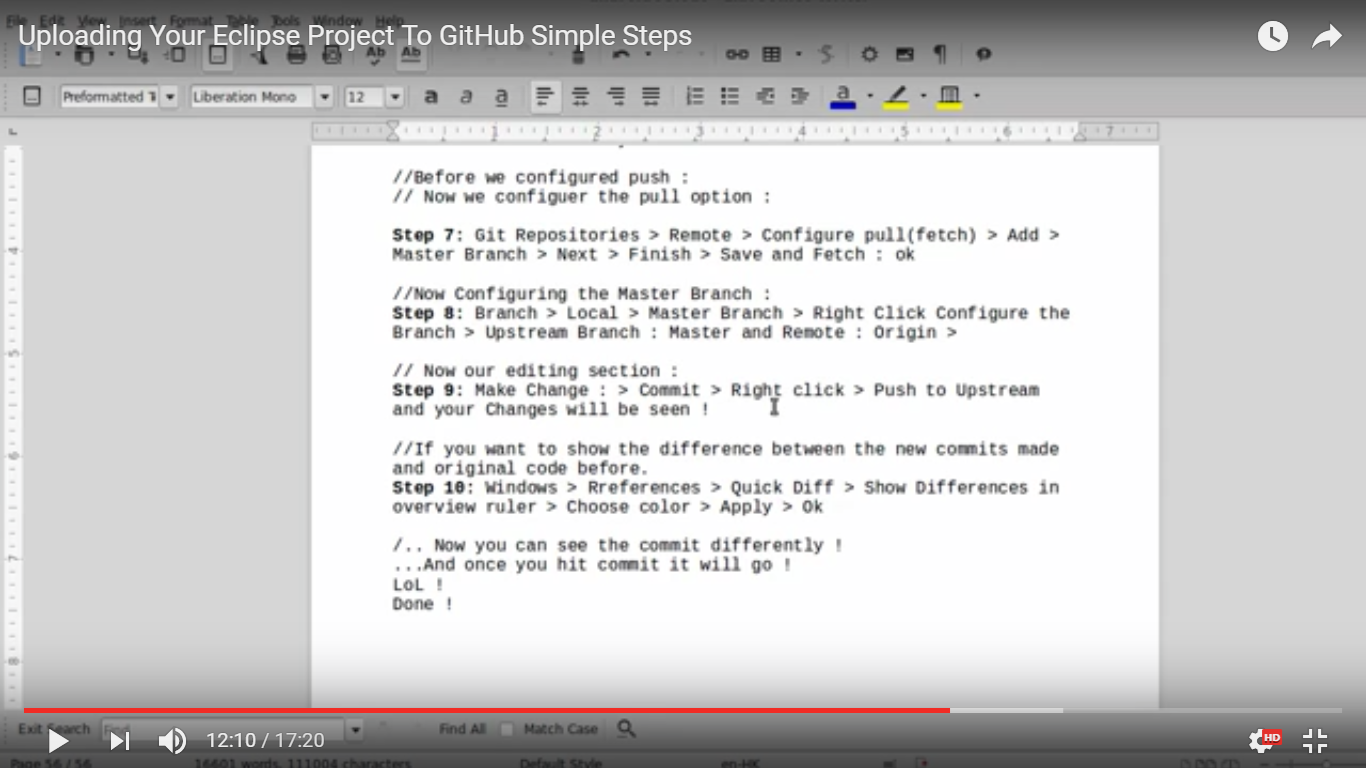 File Edit View Insert Format Table Tools Window Help
Uploading Your Eclipse Project To GitHub Simple Steps
Liberation Mono 12
1 2 3 4 5 6 7
//Before we configured push :
// Now we configuer the pull option :
Step 7: Git Repositories > Remote > Configure pull(fetch) > Add >
Master Branch > Next > Finish > Save and Fetch : ok
//Now Configuring the Master Branch :
Step 8: Branch > Local > Master Branch > Right Click Configure the
Branch > Upstream Branch : Master and Remote : Origin >
// Now our editing section :
Step 9: Make Change : > Commit > Right click > Push to Upstream
and your Changes will be seen !
//If you want to show the difference between the new commits made
and original code before.
Step 10: Windows > Rreferences > Quick Diff > Show Differences in
overview ruler > Choose color > Apply > Ok
/.. Now you can see the commit differently !
...And once you hit commit it will go !
LoL !
Done !
Exit Search Find Find All Match Case
12:10 / 17:20 HD
Page 56 / 56 16601 words, 111004 characters Default Style en-HK